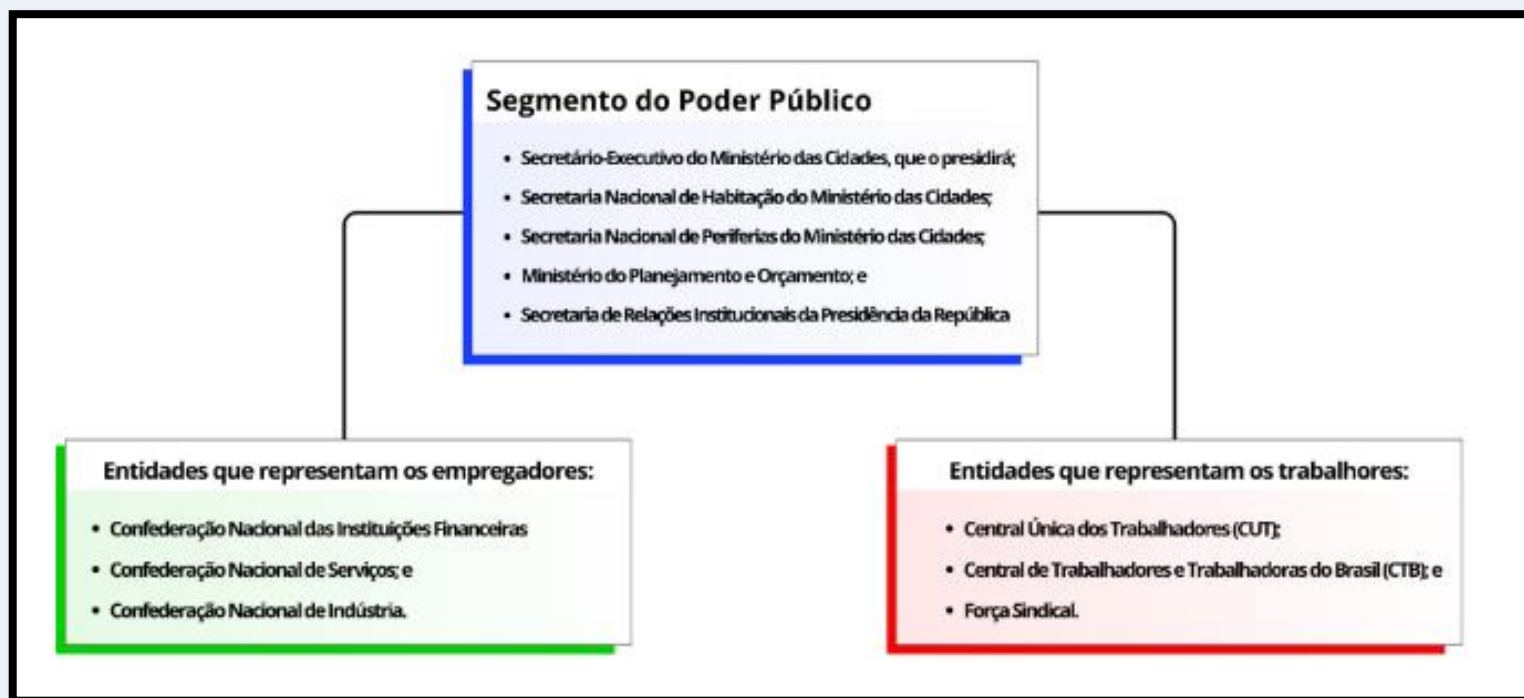 Segmento do Poder Público
• Secretário-Executivo do Ministério das Cidades, que o presidirá;
• Secretaria Nacional de Habitação do Ministério das Cidades;
• Secretaria Nacional de Periferias do Ministério das Cidades;
• Ministério do Planejamento e Orçamento; e
• Secretaria de Relações Institucionais da Presidência da República
Entidades que representam os empregadores:
• Confederação Nacional das Instituições Financeiras
• Confederação Nacional de Serviços; e
• Confederação Nacional de Indústria.
Entidades que representam os trabalhores:
• Central Única dos Trabalhadores (CUT);
• Central de Trabalhadores e Trabalhadoras do Brasil (CTB); e
• Força Sindical.